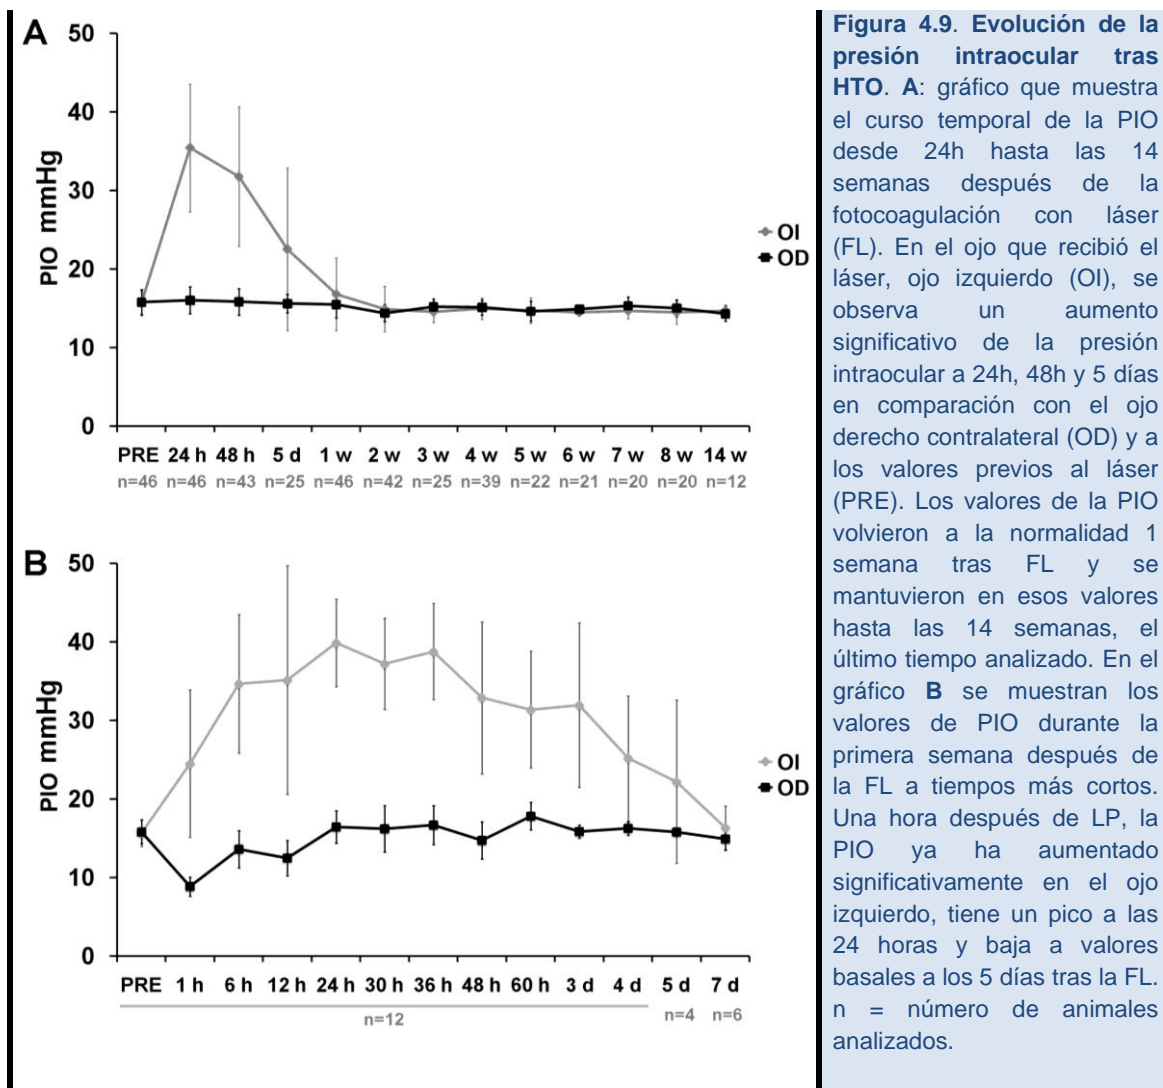 A
50
40
30
20
10
0
PIO mmHg
OI
OD
PRE 24 h 48 h 5 d 1 w 2 w 3 w 4 w 5 w 6 w 7 w 8 w 14 w
n=46 n=46 n=43 n=25 n=46 n=42 n=25 n=39 n=22 n=21 n=20 n=20 n=12
B
50
40
30
20
10
0
PIO mmHg
OI
OD
PRE 1 h 6 h 12 h 24 h 30 h 36 h 48 h 60 h 3 d 4 d 5 d 7 d
n=12 n=4 n=6
Figura 4.9. Evolución de la
presión intraocular tras
HTO. A: gráfico que muestra
el curso temporal de la PIO
desde 24h hasta las 14
semanas después de la
fotocoagulación con láser
(FL). En el ojo que recibió el
láser, ojo izquierdo (OI), se
observa un aumento
significativo de la presión
intraocular a 24h, 48h y 5 días
en comparación con el ojo
derecho contralateral (OD) y a
los valores previos al láser
(PRE). Los valores de la PIO
volvieron a la normalidad 1
semana tras FL y se
mantuvieron en esos valores
hasta las 14 semanas, el
último tiempo analizado. En el
gráfico B se muestran los
valores de PIO durante la
primera semana después de
la FL a tiempos más cortos.
Una hora después de LP, la
PIO ya ha aumentado
significativamente en el ojo
izquierdo, tiene un pico a las
24 horas y baja a valores
basales a los 5 días tras la FL.
n = número de animales
analizados.